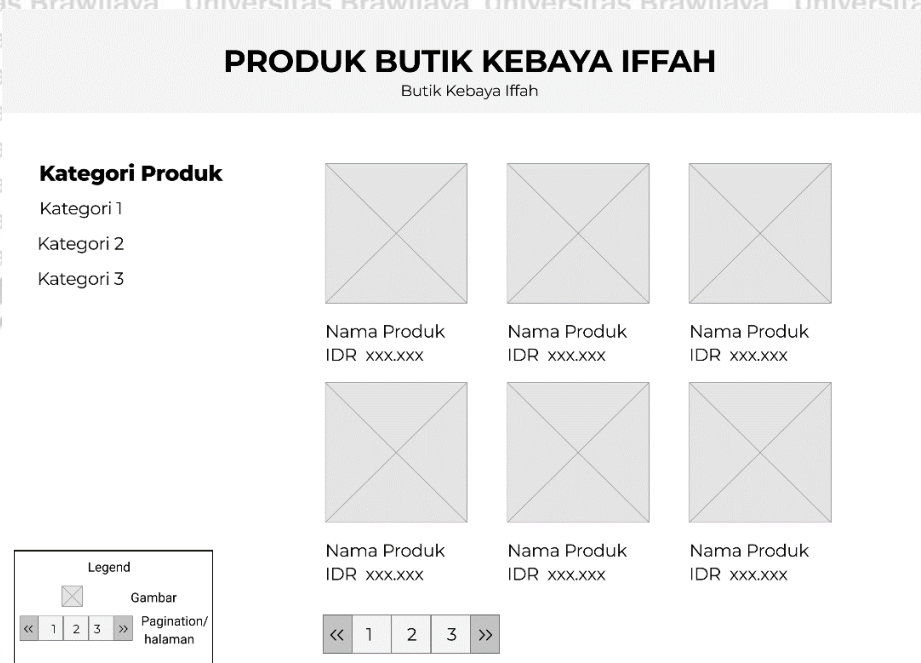 PRODUK BUTIK KEBAYA IFFAH
Butik Kebaya Iffah
Kategori Produk
Kategori 1
Kategori 2
Kategori 3
Nama Produk
IDR xxx.xxx
Nama Produk
IDR xxx.xxx
Nama Produk
IDR xxx.xxx
Nama Produk
IDR xxx.xxx
Nama Produk
IDR xxx.xxx
Nama Produk
IDR xxx.xxx
« 1 2 3 »
Legend
Gambar
« 1 2 3 »
Pagination/
halaman